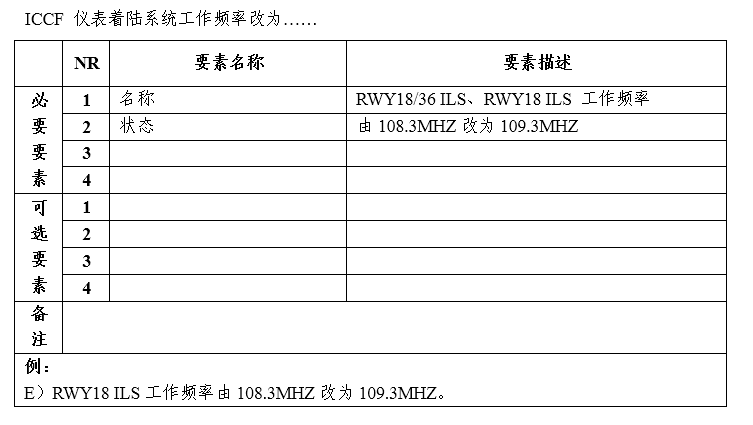 ICCF 仪表着陆系统工作频率改为……
NR 要素名称 要素描述
必要要素
1 名称 RWY18/36 ILS、RWY18 ILS 工作频率
2 状态 由 108.3MHZ 改为 109.3MHZ
3
4
可选要素
1
2
3
4
备注
例：
E）RWY18 ILS 工作频率由 108.3MHZ 改为 109.3MHZ。